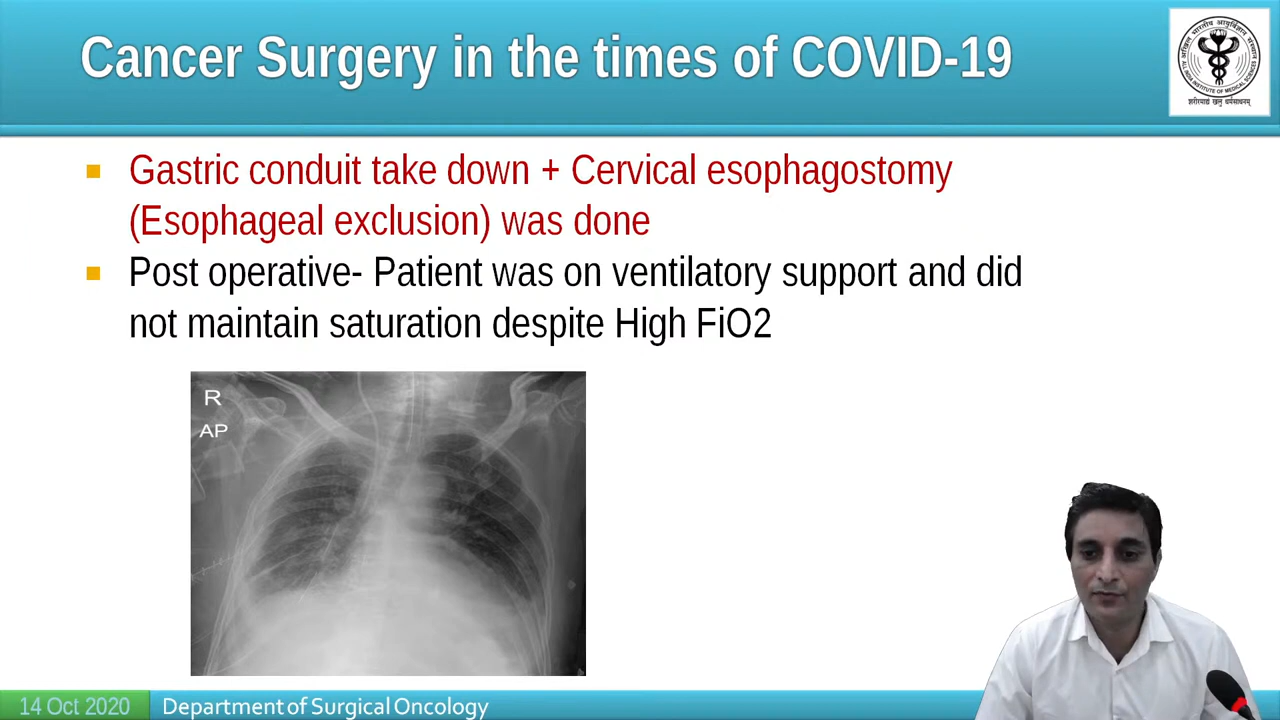 Cancer Surgery in the times of COVID-19
Gastric conduit take down + Cervical esophagostomy
(Esophageal exclusion) was done
Post operative- Patient was on ventilatory support and did
not maintain saturation despite High FiO2
R
AP
14 Oct 2020
Department of Surgical Oncology